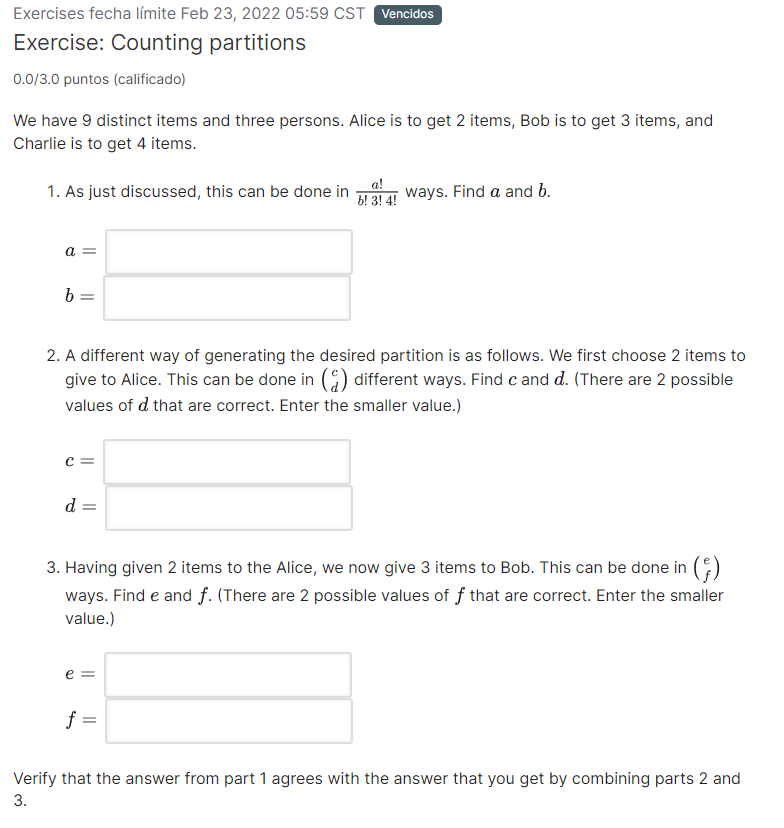 Exercises fecha límite Feb 23, 2022 05:59 CST Vencidos
Exercise: Counting partitions
0.0/3.0 puntos (calificado)
We have 9 distinct items and three persons. Alice is to get 2 items, Bob is to get 3 items, and
Charlie is to get 4 items.
1. As just discussed, this can be done in a!/(b! 3! 4!) ways. Find a and b.
a =
b =
2. A different way of generating the desired partition is as follows. We first choose 2 items to
give to Alice. This can be done in (c d) different ways. Find c and d. (There are 2 possible
values of d that are correct. Enter the smaller value.)
c =
d =
3. Having given 2 items to the Alice, we now give 3 items to Bob. This can be done in (e f)
ways. Find e and f. (There are 2 possible values of f that are correct. Enter the smaller
value.)
e =
f =
Verify that the answer from part 1 agrees with the answer that you get by combining parts 2 and
3.